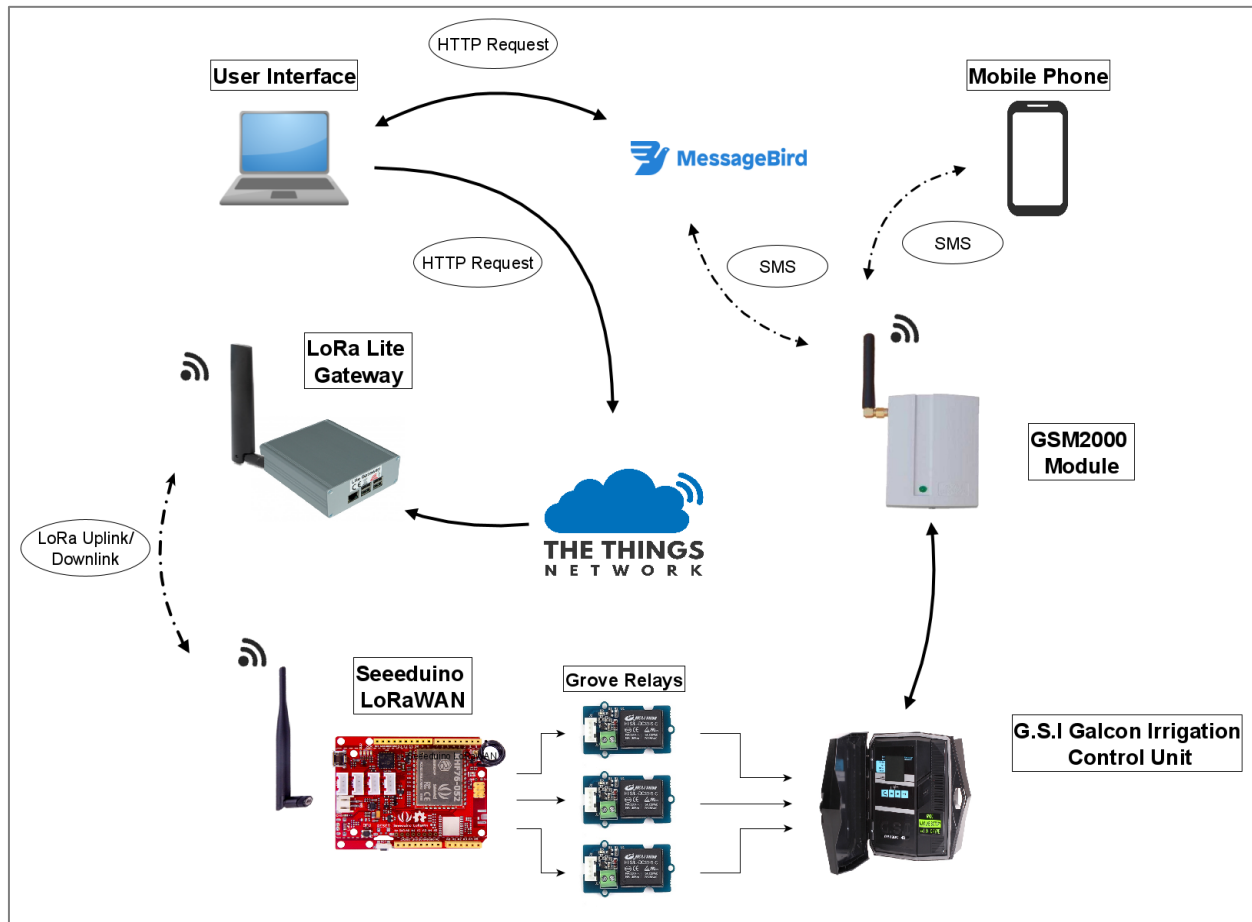 HTTP Request
User Interface
Mobile Phone
MessageBird
HTTP Request
SMS
SMS
LoRa Lite
Gateway
GSM2000
Module
LoRa Uplink/
Downlink
THE THINGS
NETWORK
Seeeduino
LoRaWAN
Grove Relays
G.S.I Galcon Irrigation
Control Unit